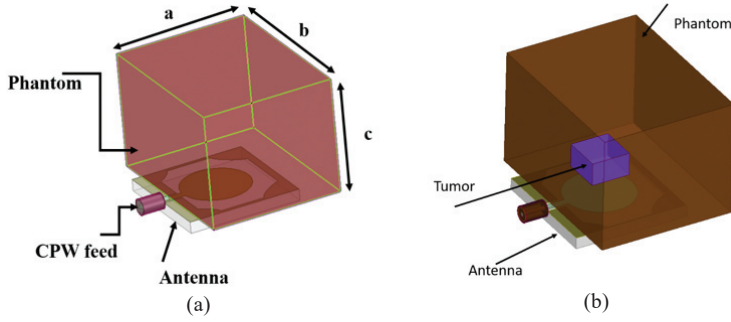 a
b
Phantom
c
CPW feed
Antenna
(a)
Phantom
Tumor
Antenna
(b)